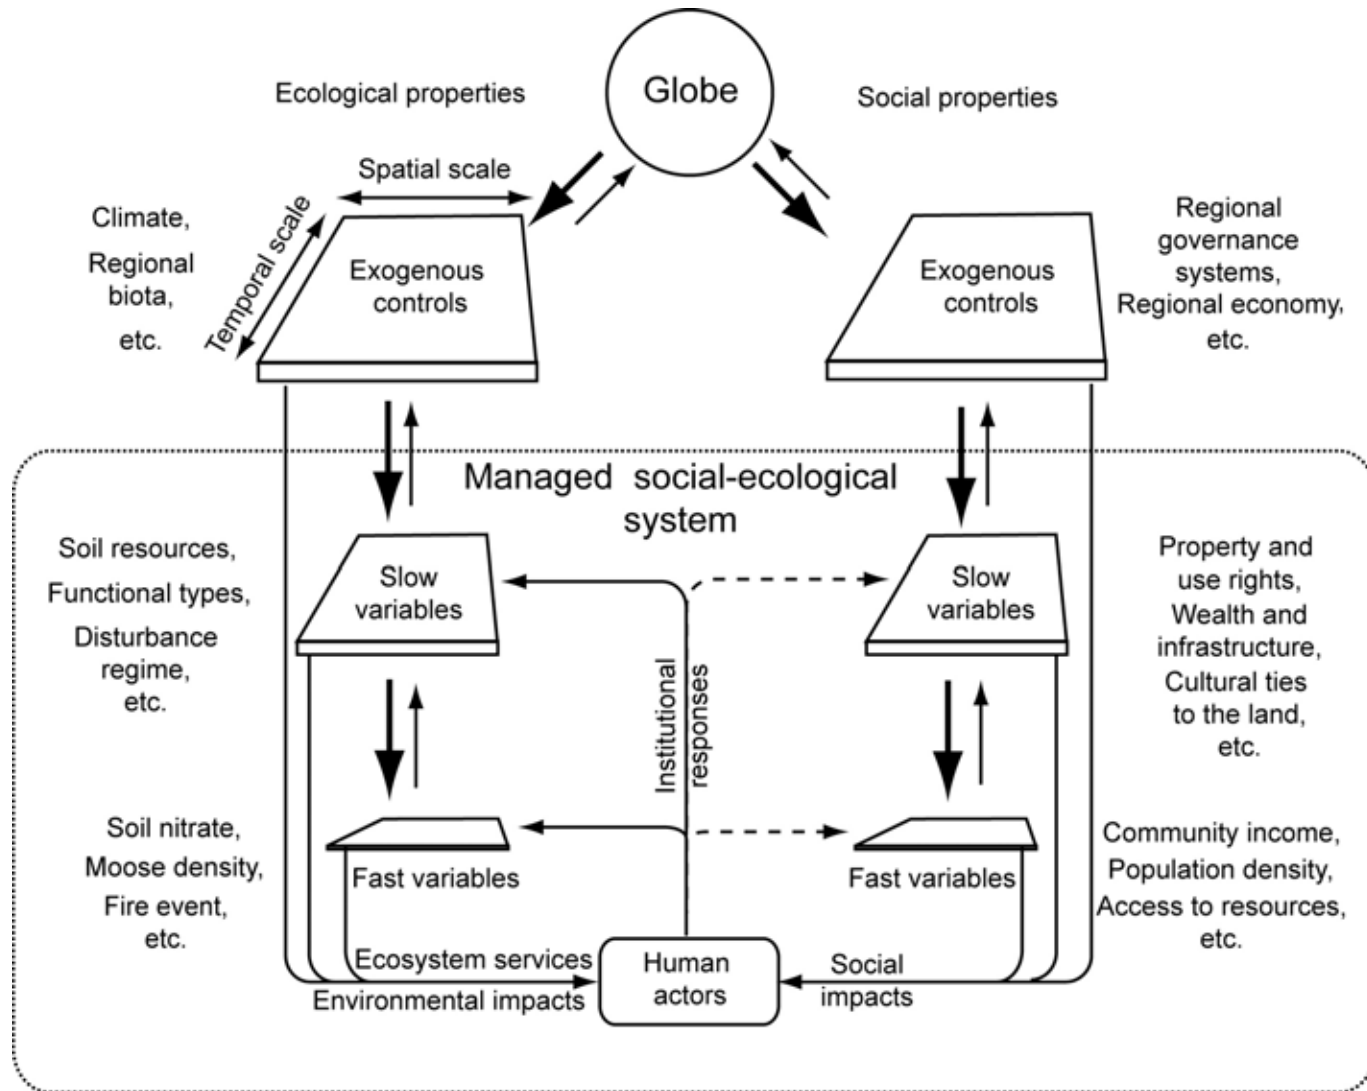 Globe
Ecological properties
Social properties
Spatial scale
Temporal scale
Climate,
Regional
biota,
etc.
Exogenous
controls
Exogenous
controls
Regional
governance
systems,
Regional economy,
etc.
Managed social-ecological
system
Soil resources,
Functional types,
Disturbance
regime,
etc.
Slow
variables
Slow
variables
Property and
use rights,
Wealth and
infrastructure,
Cultural ties
to the land,
etc.
Institutional
responses
Soil nitrate,
Moose density,
Fire event,
etc.
Fast variables
Fast variables
Community income,
Population density,
Access to resources,
etc.
Ecosystem services
Environmental impacts
Human
actors
Social
impacts